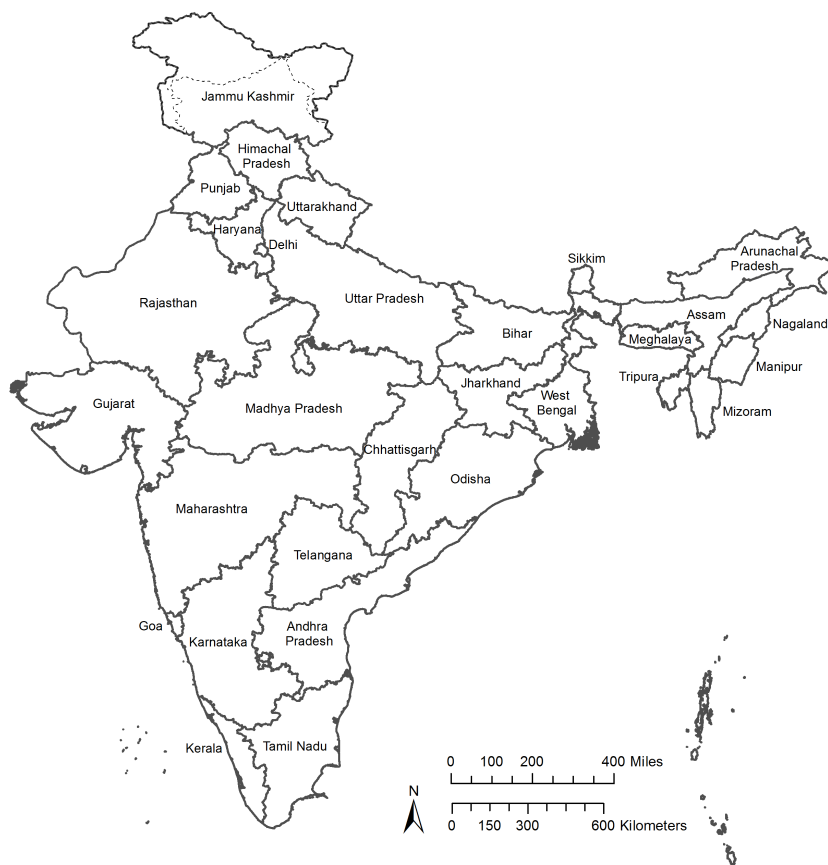 Jammu Kashmir
Himachal
Pradesh
Punjab
Uttarakhand
Haryana
Delhi
Sikkim
Arunachal
Pradesh
Rajasthan
Uttar Pradesh
Bihar
Assam
Nagaland
Meghalaya
Manipur
Tripura
Mizoram
Gujarat
Madhya Pradesh
Jharkhand
West
Bengal
Chhattisgarh
Odisha
Maharashtra
Telangana
Goa
Karnataka
Andhra
Pradesh
Kerala
Tamil Nadu
0 100 200 400 Miles
N
0 150 300 600 Kilometers